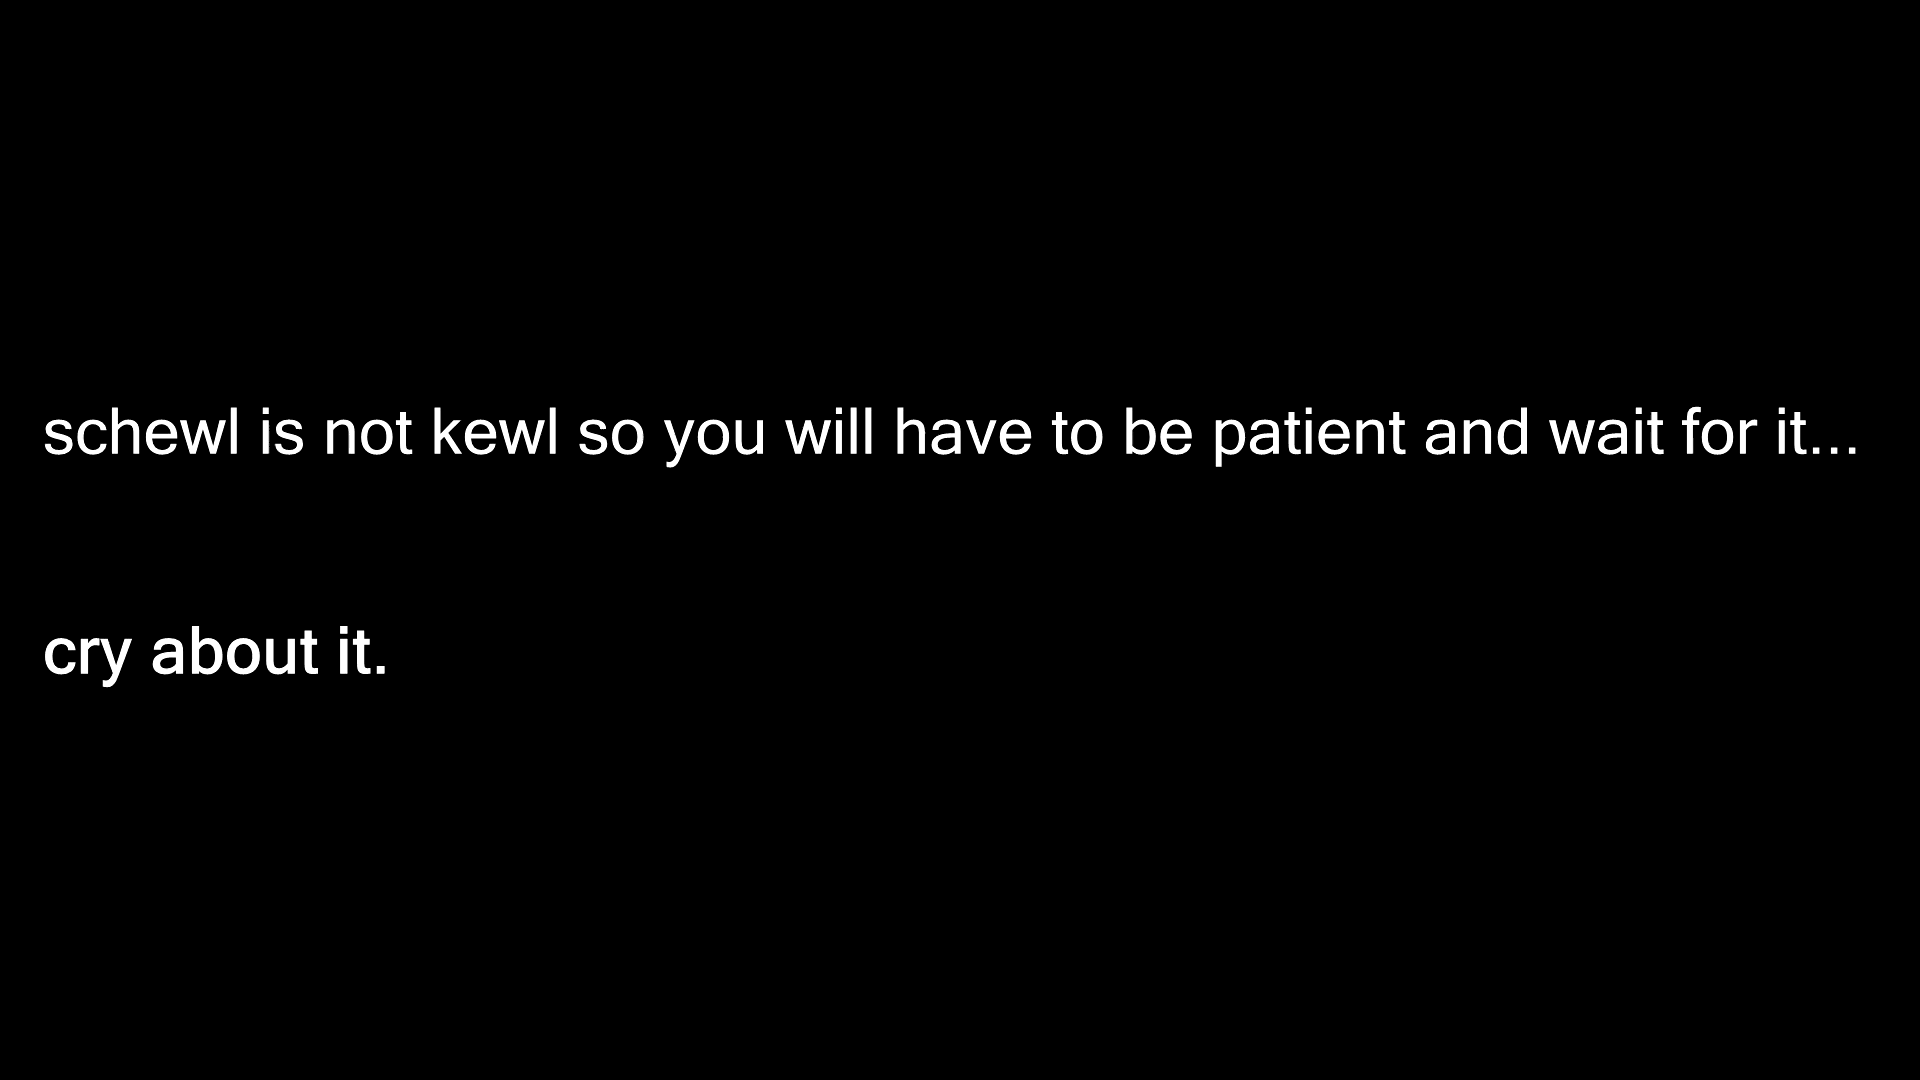 schewl is not kewl so you will have to be patient and wait for it...
cry about it.